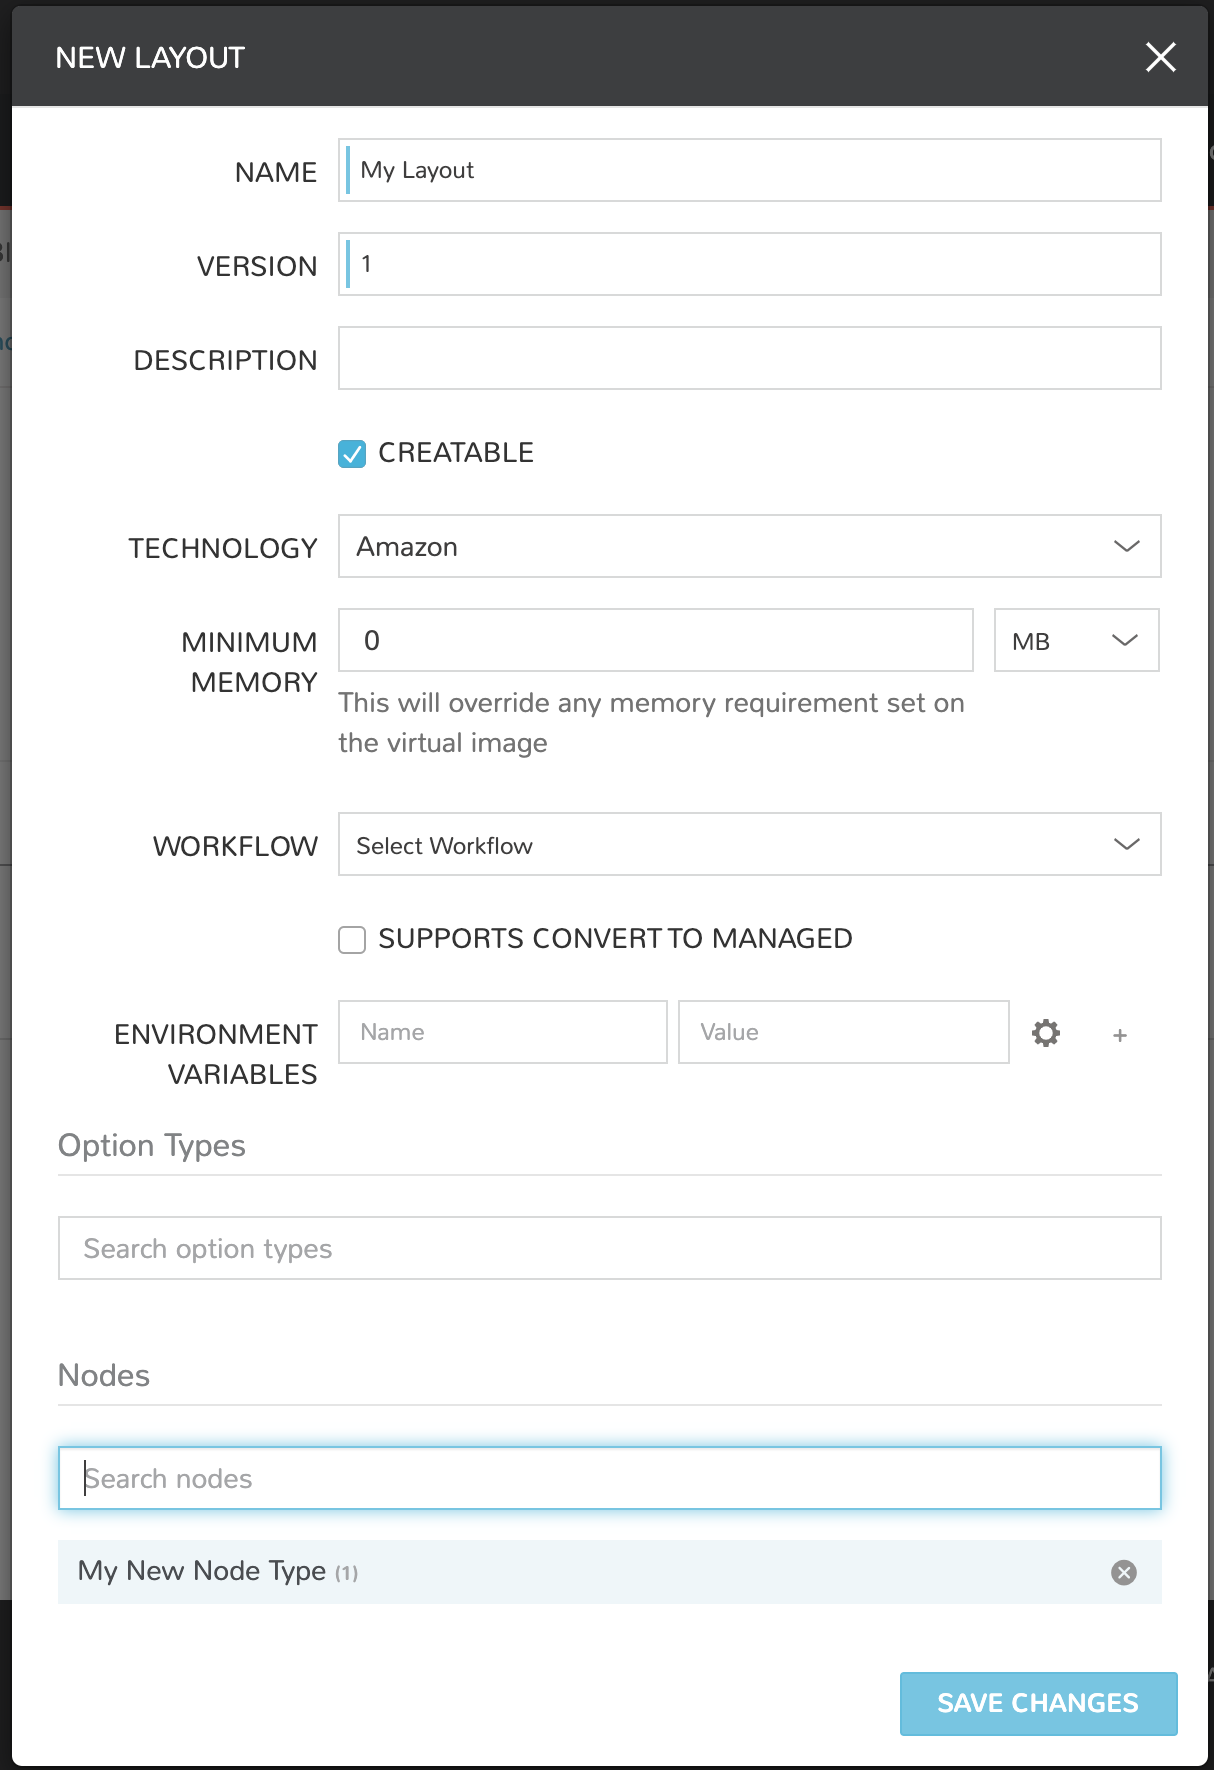 NEW LAYOUT
NAME
My Layout
VERSION
1
DESCRIPTION
CREATABLE
TECHNOLOGY
Amazon
MINIMUM
MEMORY
0
MB
This will override any memory requirement set on
the virtual image
WORKFLOW
Select Workflow
SUPPORTS CONVERT TO MANAGED
ENVIRONMENT
VARIABLES
Name
Value
+
Option Types
Search option types
Nodes
Search nodes
My New Node Type (1)
SAVE CHANGES